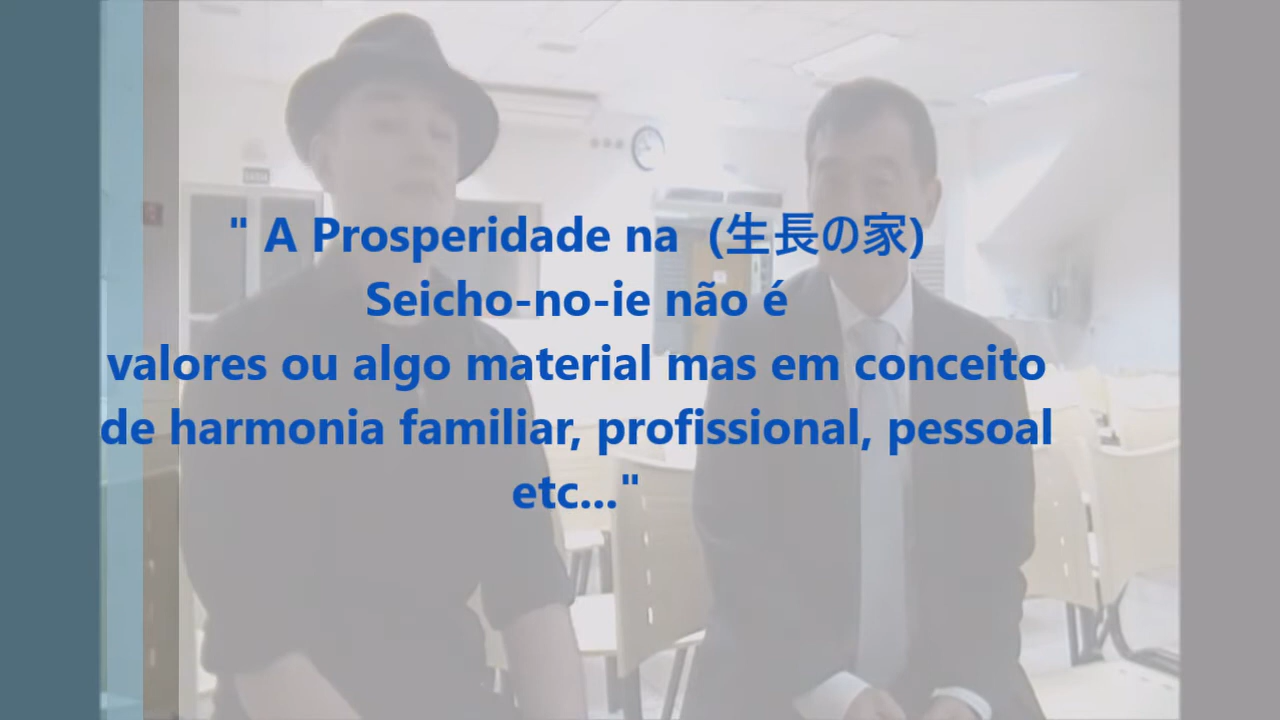 " A Prosperidade na (生長の家)
Seicho-no-ie não é
valores ou algo material mas em conceito
de harmonia familiar, profissional, pessoal
etc..."